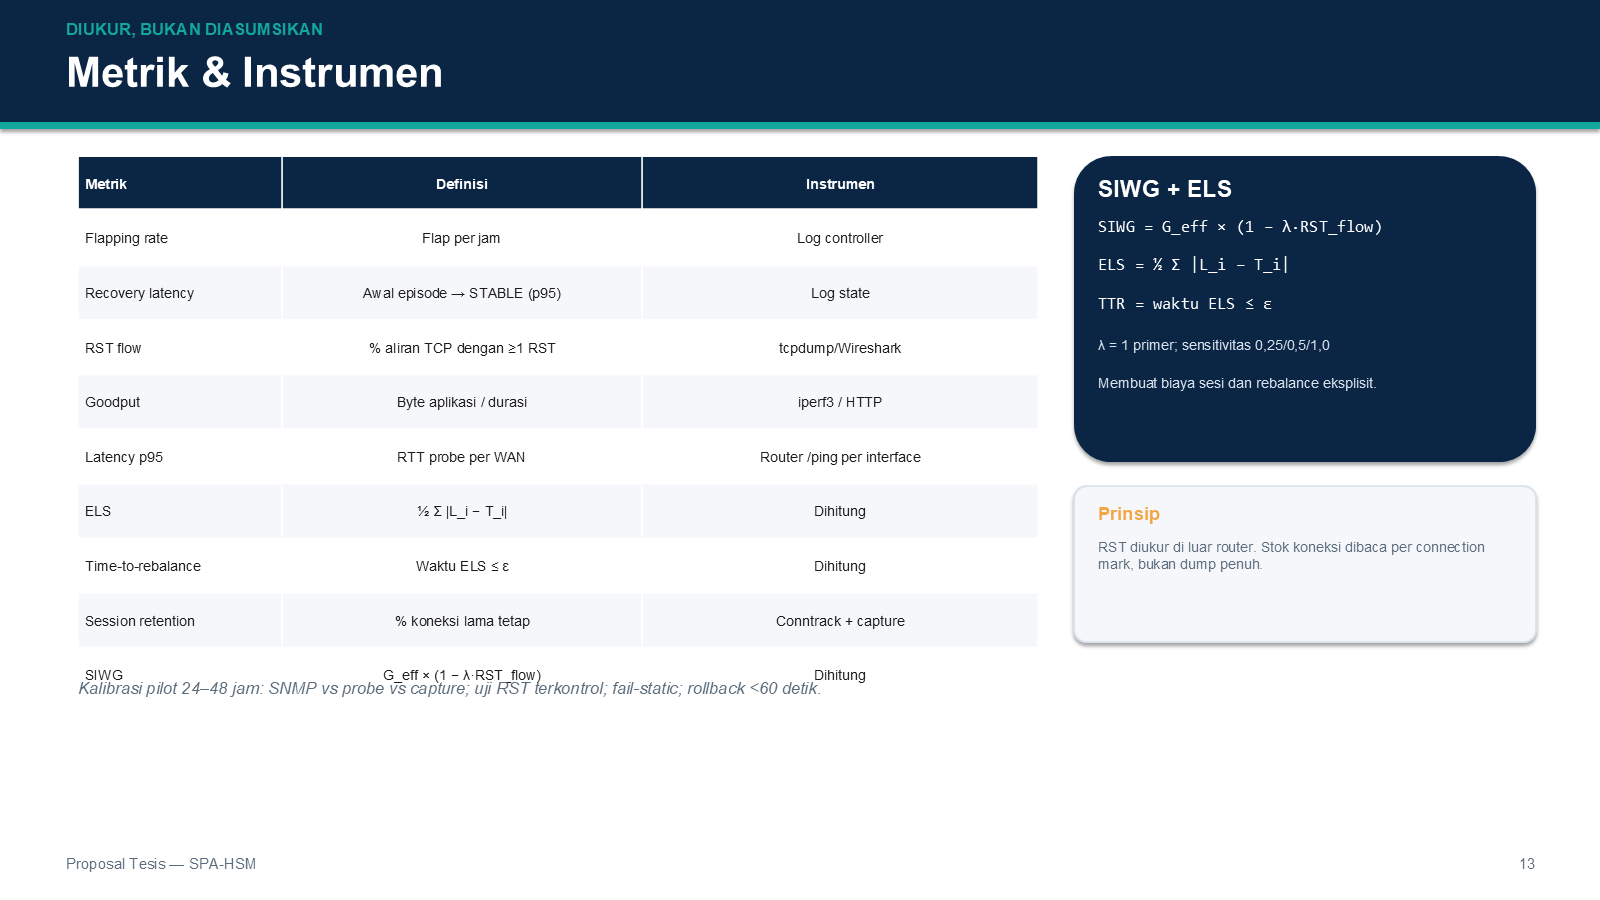 DIUKUR, BUKAN DIASUMSIKAN
Metrik & Instrumen
Metrik Definisi Instrumen
Flapping rate Flap per jam Log controller
Recovery latency Awal episode → STABLE (p95) Log state
RST flow % aliran TCP dengan ≥1 RST tcpdump/Wireshark
Goodput Byte aplikasi / durasi iperf3 / HTTP
Latency p95 RTT probe per WAN Router /ping per interface
ELS ½ Σ |L_i − T_i| Dihitung
Time-to-rebalance Waktu ELS ≤ ε Dihitung
Session retention % koneksi lama tetap Conntrack + capture
SIWG G_eff × (1 − λ·RST_flow) Dihitung
Kalibrasi pilot 24–48 jam: SNMP vs probe vs capture; uji RST terkontrol; fail-static; rollback <60 detik.
SIWG + ELS
SIWG = G_eff × (1 − λ·RST_flow)
ELS = ½ Σ |L_i − T_i|
TTR = waktu ELS ≤ ε
λ = 1 primer; sensitivitas 0,25/0,5/1,0
Membuat biaya sesi dan rebalance eksplisit.
Prinsip
RST diukur di luar router. Stok koneksi dibaca per connection
mark, bukan dump penuh.
Proposal Tesis — SPA-HSM
13